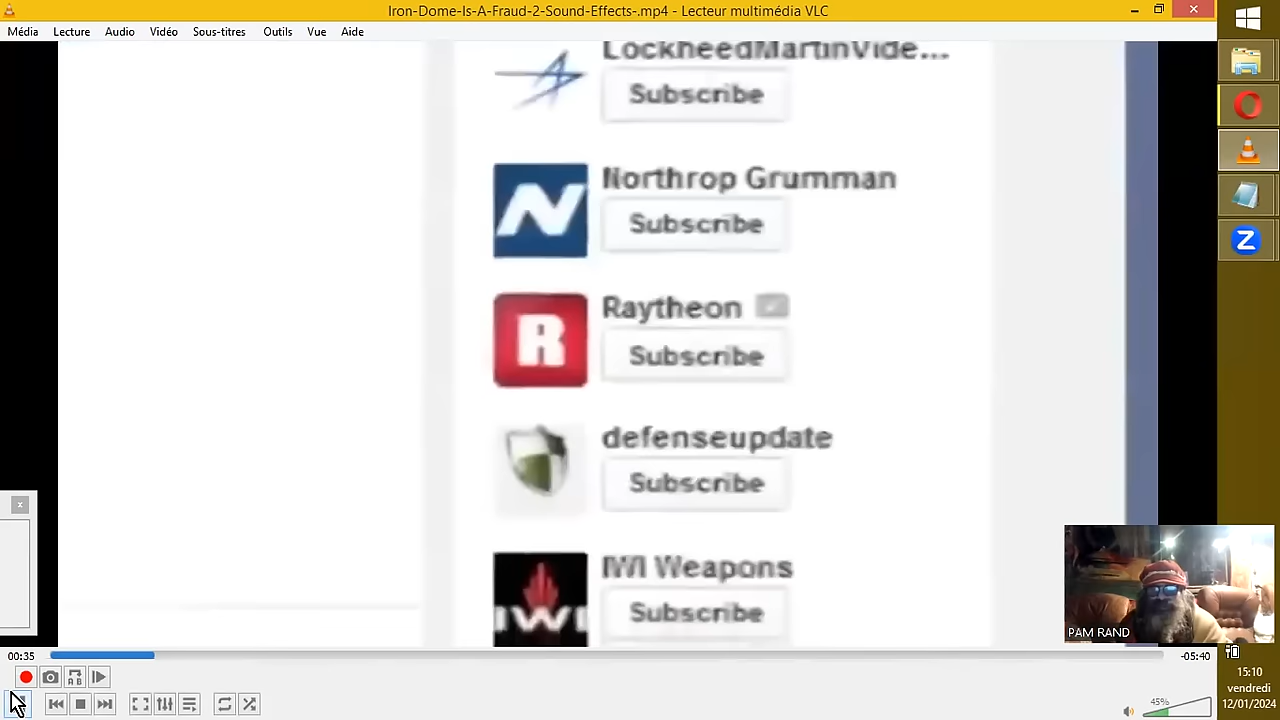 Iron-Dome-Is-A-Fraud-2-Sound-Effects-.mp4 - Lecteur multimédia VLC
Média Lecture Audio Vidéo Sous-titres Outils Vue Aide
LockheedMartinVide...
Subscribe
N
Northrop Grumman
Subscribe
R
Raytheon
Subscribe
defenseupdate
Subscribe
IWI
IWI Weapons
Subscribe
PAM RAND
00:35
-05:40
45%
15:10
vendredi
12/01/2024